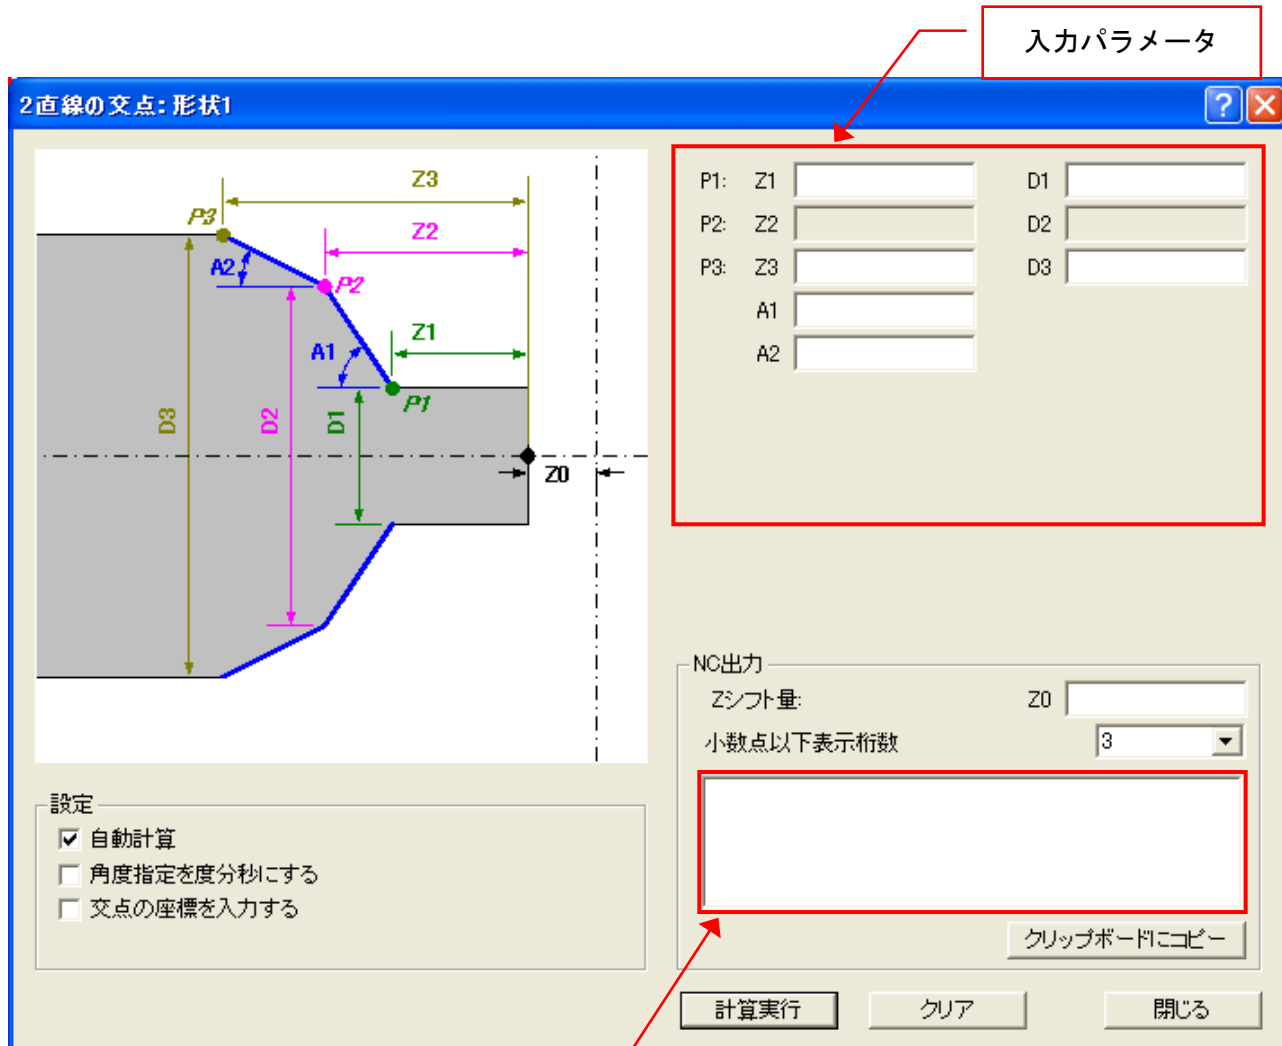 入力パラメータ
2直線の交点: 形状1
Z3
P3
Z2
A2
P2
Z1
A1
P1
D3
D2
D1
Z0
P1: Z1 D1
P2: Z2 D2
P3: Z3 D3
A1
A2
設定
自動計算
角度指定を度分秒にする
交点の座標を入力する
NC出力
Zシフト量: Z0
小数点以下表示桁数 3
クリップボードにコピー
計算実行 クリア 閉じる